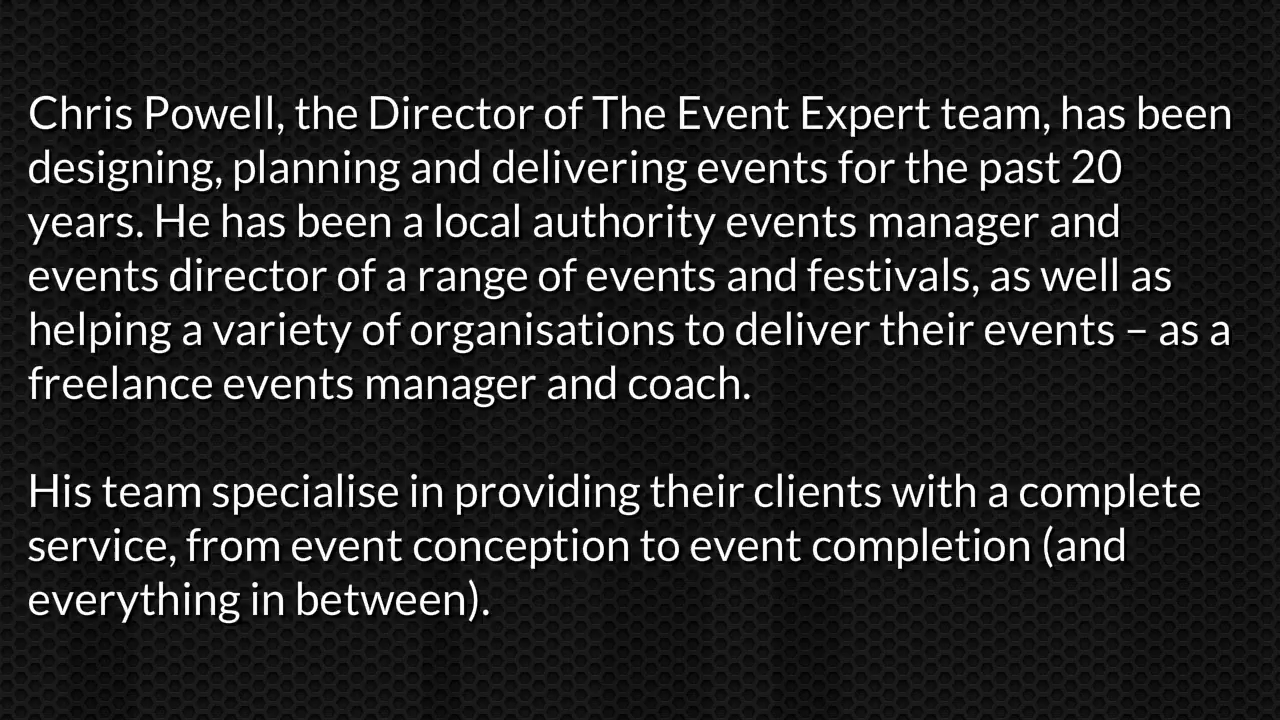 Chris Powell, the Director of The Event Expert team, has been
designing, planning and delivering events for the past 20
years. He has been a local authority events manager and
events director of a range of events and festivals, as well as
helping a variety of organisations to deliver their events – as a
freelance events manager and coach.
His team specialise in providing their clients with a complete
service, from event conception to event completion (and
everything in between).